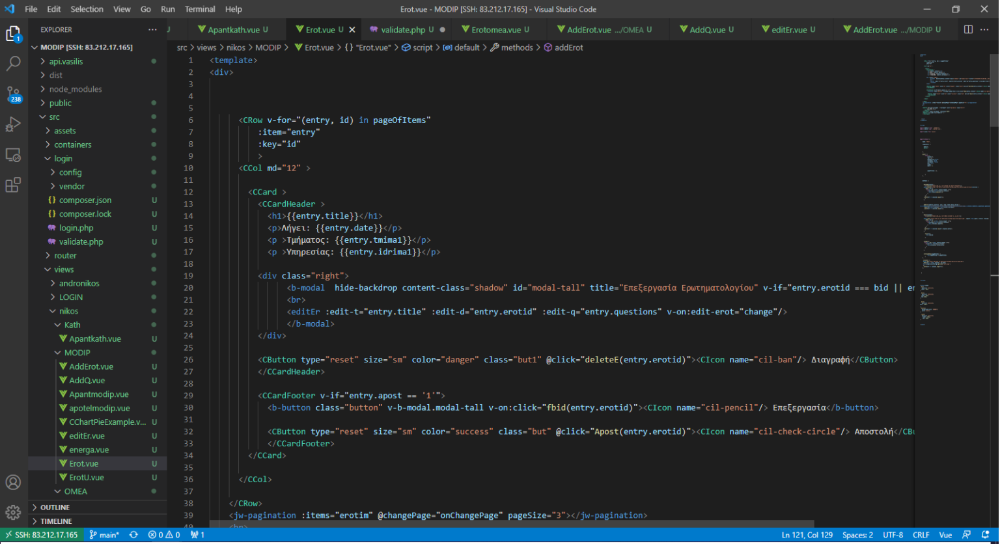 File Edit Selection View Go Run Terminal Help
Erot.vue - MODIP [SSH: 83.212.17.165] - Visual Studio Code
EXPLORER ···
Apantkath.vue U
Erot.vue U
validate.php U
Erotomea.vue U
AddErot.vue .../OMEA U
AddQ.vue U
editEr.vue U
AddErot.vue .../MODIP U
1
238
MODIP [SSH: 83.212.17.165]
api.vasilis
dist
node_modules
public
src
assets
containers
login
config
vendor
{} composer.json U
{} composer.lock U
login.php U
validate.php U
router
views
andronikos
LOGIN
nikos
Kath
Apantkath.vue U
MODIP
AddErot.vue U
AddQ.vue U
Apantmodip.vue U
apotelmodip.vue U
CChartPieExample.v... U
editEr.vue U
energa.vue U
Erot.vue U
ErotU.vue U
OMEA
OUTLINE
TIMELINE
src > views > nikos > MODIP > Erot.vue > {} "Erot.vue" > script > default > methods > addErot
1 <template>
2 <div>
3
4
5
6 <CRow v-for="(entry, id) in pageOfItems"
7 :item="entry"
8 :key="id"
9 >
10 <CCol md="12" >
11
12 <CCard >
13 <CCardHeader >
14 <h1>{{entry.title}}</h1>
15 <p>Λήγει: {{entry.date}}</p>
16 <p >Τμήματος: {{entry.tmima1}}</p>
17 <p >Υπηρεσίας: {{entry.idrima1}}</p>
18
19 <div class="right">
20 <b-modal  hide-backdrop content-class="shadow" id="modal-tall" title="Επεξεργασία Ερωτηματολογίου" v-if="entry.erotid === bid || er
21 <br>
22 <editEr :edit-t="entry.title" :edit-d="entry.erotid" :edit-q="entry.questions" v-on:edit-erot="change"/>
23 </b-modal>
24 </div>
25
26 <CButton type="reset" size="sm" color="danger" class="but1" @click="deleteE(entry.erotid)"><CIcon name="cil-ban"/> Διαγραφή</CButton>
27 </CCardHeader>
28
29 <CCardFooter v-if="entry.apost == '1'">
30 <b-button class="button" v-b-modal.modal-tall v-on:click="fbid(entry.erotid)"><CIcon name="cil-pencil"/> Επεξεργασία</b-button>
31
32 <CButton type="reset" size="sm" color="success" class="but" @click="Apost(entry.erotid)"><CIcon name="cil-check-circle"/> Αποστολή</CBu
33 </CCardFooter>
34 </CCard>
35
36 </CCol>
37
38 </CRow>
39 <jw-pagination :items="erotim" @changePage="onChangePage" pageSize="3"></jw-pagination>
40 <br>
SSH: 83.212.17.165 main* 0 0 1
Ln 121, Col 129 Spaces: 2 UTF-8 CRLF Vue